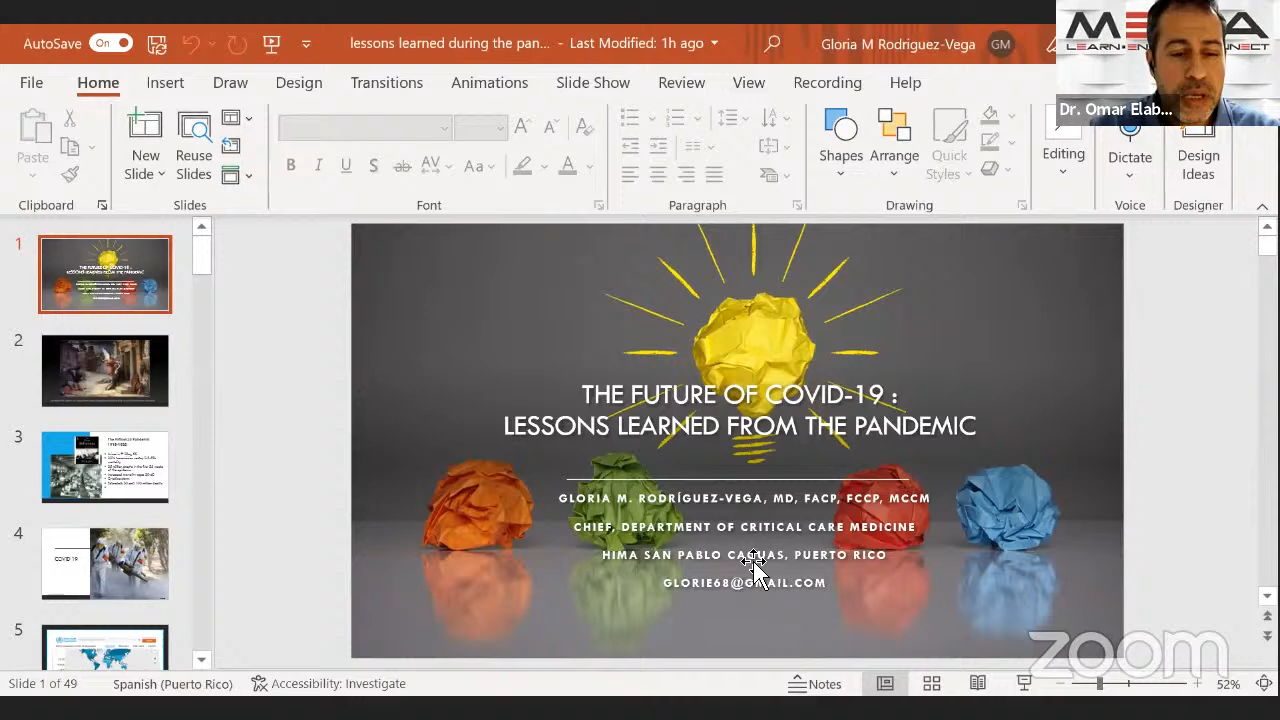 AutoSave On lessons learned during the pan... - Last Modified: 1h ago Gloria M Rodriguez-Vega GM
File Home Insert Draw Design Transitions Animations Slide Show Review View Recording Help
Dr. Omar Elab...
Paste New Slide Reuse Slides Shapes Arrange Quick Styles Editing Dictate Design Ideas
Clipboard Slides Font Paragraph Drawing Voice Designer
1
2
3
4
COVID 19
5
THE FUTURE OF COVID-19 :
LESSONS LEARNED FROM THE PANDEMIC
GLORIA M. RODRÍGUEZ-VEGA, MD, FACP, FCCP, MCCM
CHIEF, DEPARTMENT OF CRITICAL CARE MEDICINE
HIMA SAN PABLO CAGUAS, PUERTO RICO
GLORIE68@GMAIL.COM
zoom
Slide 1 of 49 Spanish (Puerto Rico) Accessibility: Investigate Notes 52%